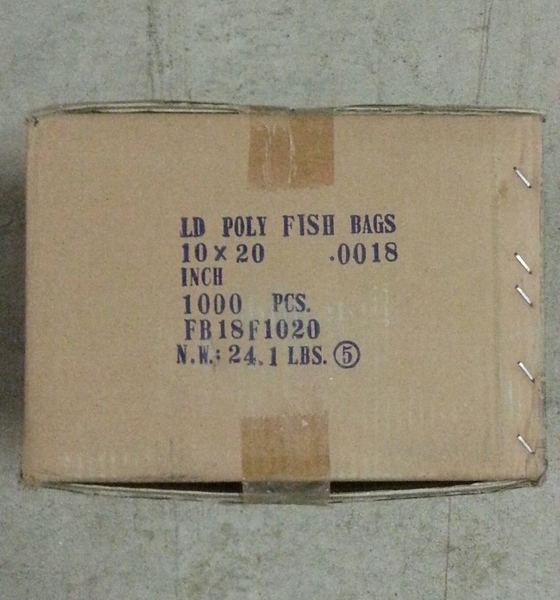 LD POLY FISH BAGS
10 x 20 .0018
INCH
1000 PCS.
FB18F1020
N.W.: 24.1 LBS. ⑤